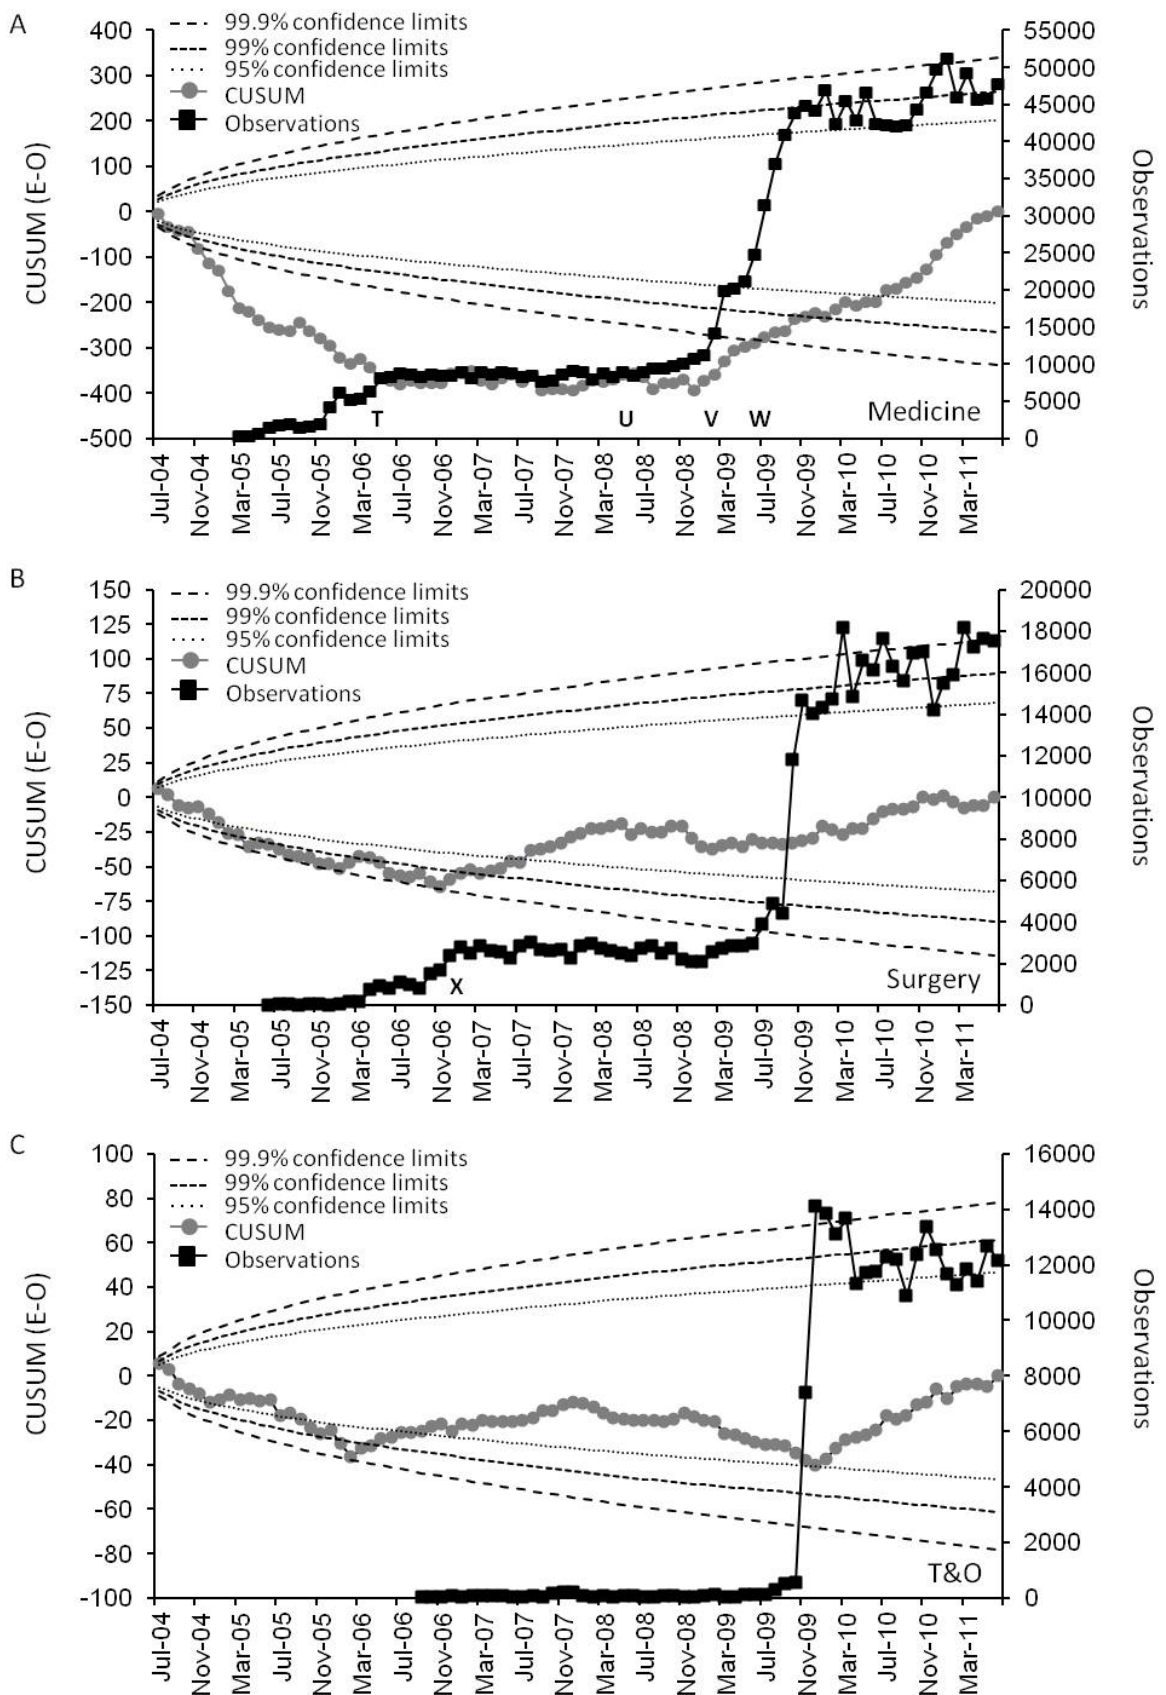 A
99.9% confidence limits
99% confidence limits
95% confidence limits
CUSUM
Observations
400
300
200
100
0
-100
-200
-300
-400
-500
CUSUM (E-O)
55000
50000
45000
40000
35000
30000
25000
20000
15000
10000
5000
0
Observations
T
U
V
W
Medicine
Jul-04
Nov-04
Mar-05
Jul-05
Nov-05
Mar-06
Jul-06
Nov-06
Mar-07
Jul-07
Nov-07
Mar-08
Jul-08
Nov-08
Mar-09
Jul-09
Nov-09
Mar-10
Jul-10
Nov-10
Mar-11
B
99.9% confidence limits
99% confidence limits
95% confidence limits
CUSUM
Observations
150
125
100
75
50
25
0
-25
-50
-75
-100
-125
-150
CUSUM (E-O)
20000
18000
16000
14000
12000
10000
8000
6000
4000
2000
0
Observations
X
Surgery
Jul-04
Nov-04
Mar-05
Jul-05
Nov-05
Mar-06
Jul-06
Nov-06
Mar-07
Jul-07
Nov-07
Mar-08
Jul-08
Nov-08
Mar-09
Jul-09
Nov-09
Mar-10
Jul-10
Nov-10
Mar-11
C
99.9% confidence limits
99% confidence limits
95% confidence limits
CUSUM
Observations
100
80
60
40
20
0
-20
-40
-60
-80
-100
CUSUM (E-O)
16000
14000
12000
10000
8000
6000
4000
2000
0
Observations
T&O
Jul-04
Nov-04
Mar-05
Jul-05
Nov-05
Mar-06
Jul-06
Nov-06
Mar-07
Jul-07
Nov-07
Mar-08
Jul-08
Nov-08
Mar-09
Jul-09
Nov-09
Mar-10
Jul-10
Nov-10
Mar-11